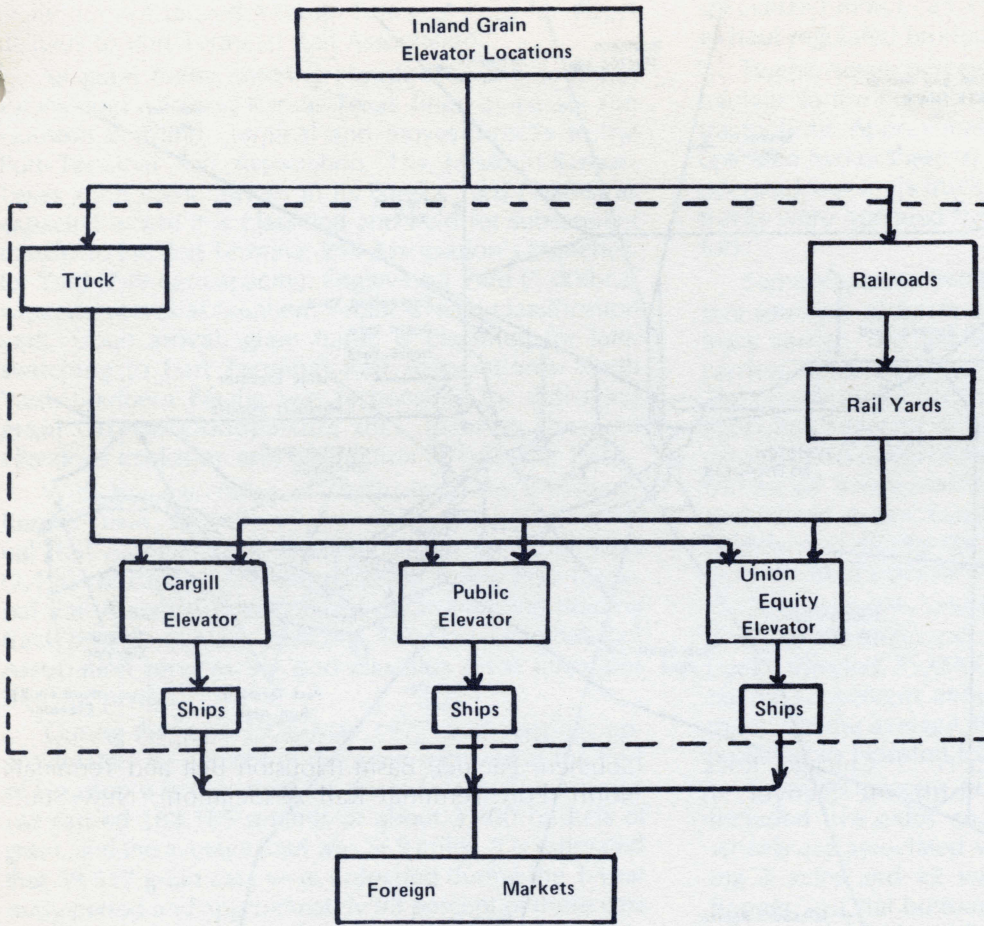 Inland Grain
Elevator Locations
Truck
Railroads
Rail Yards
Cargill
Elevator
Public
Elevator
Union
Equity
Elevator
Ships
Ships
Ships
Foreign Markets